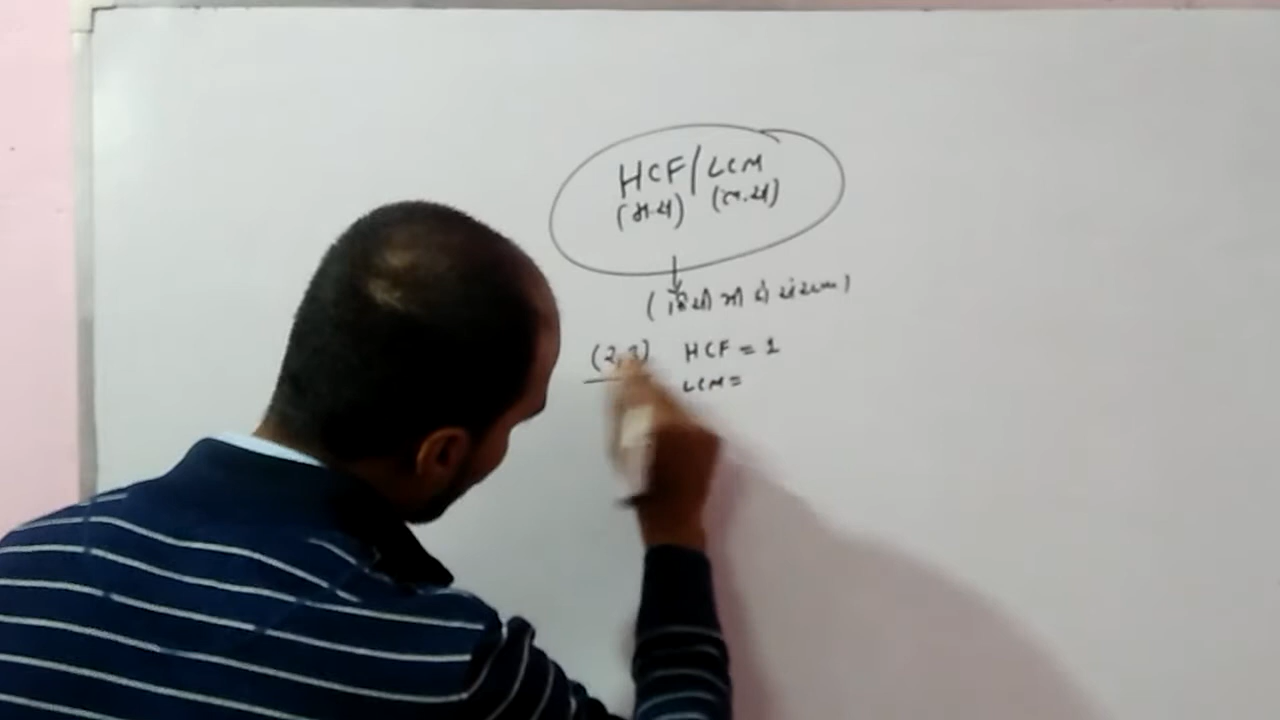 HCF/LCM
(म.स) (ल.स)
(किसी भी दो संख्या)
(2,3) HCF = 1
LCM =